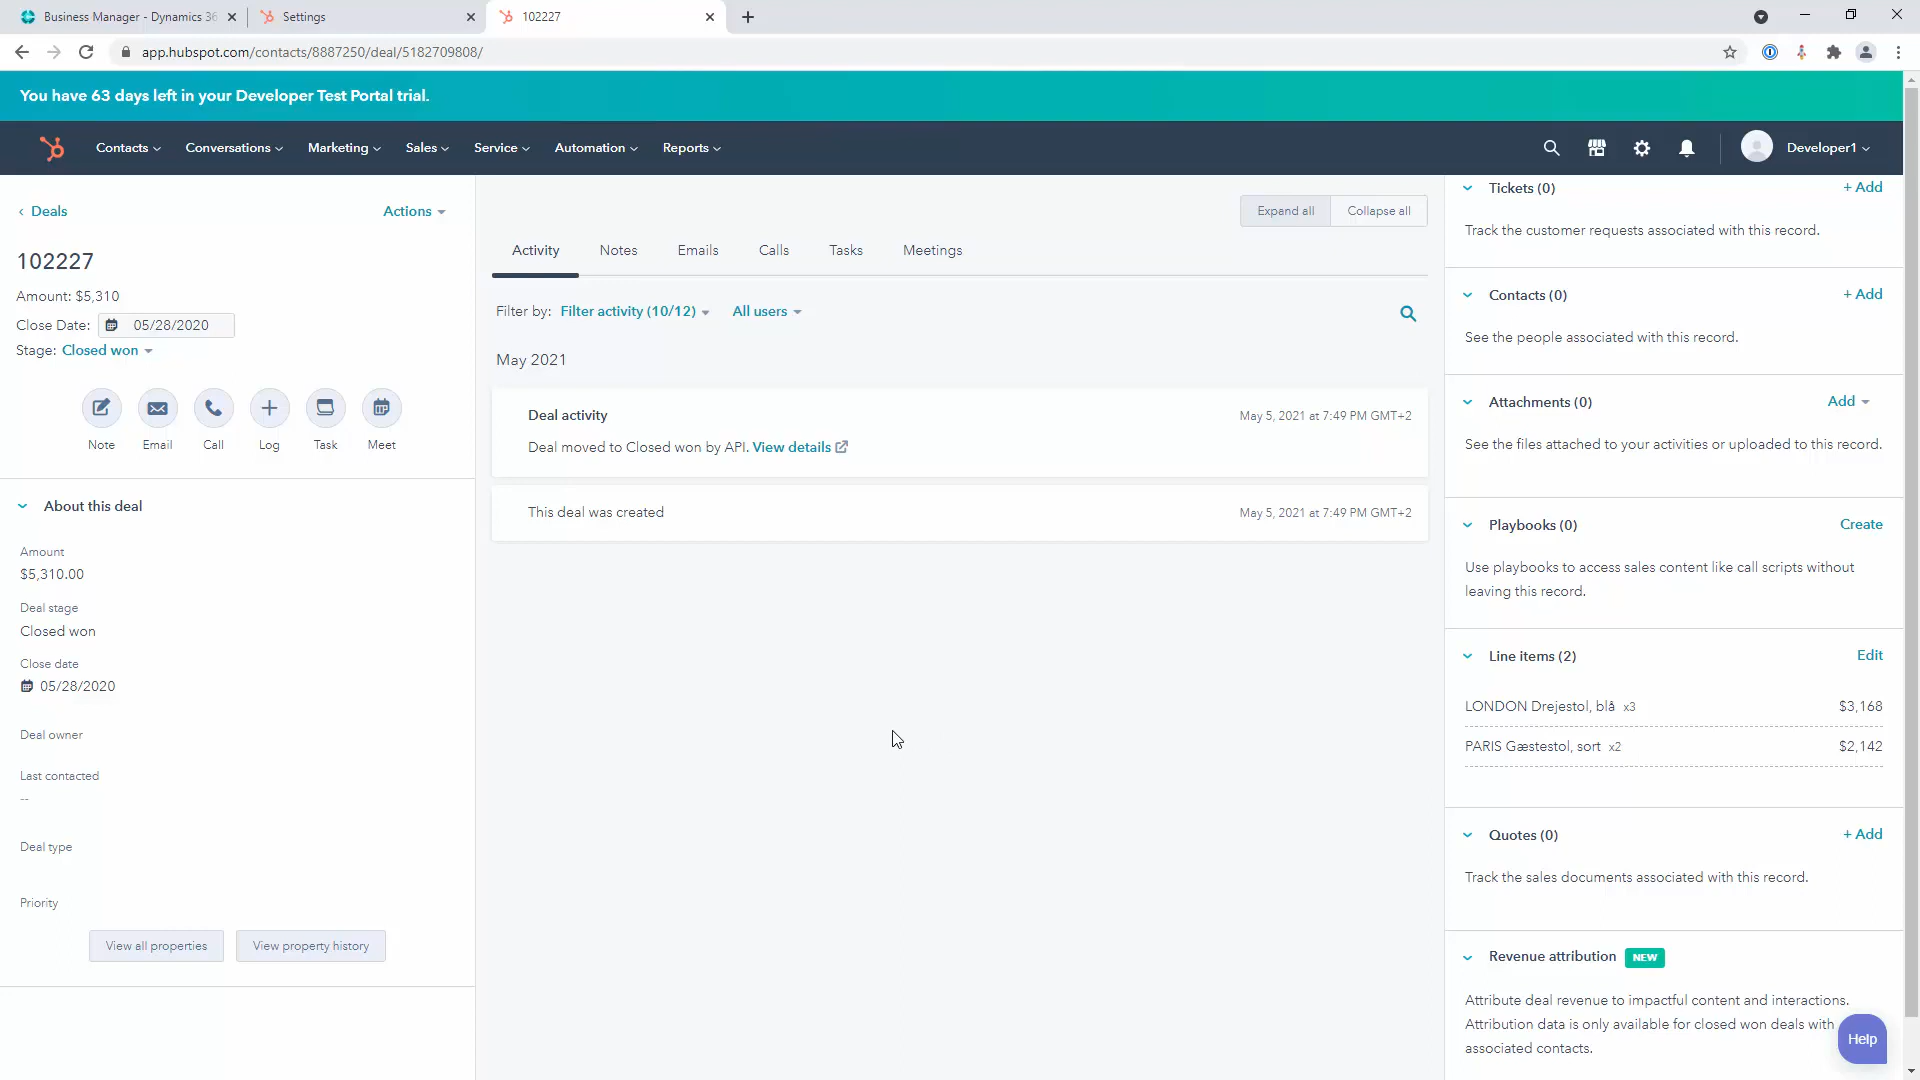 Business Manager - Dynamics 36
Settings
102227
app.hubspot.com/contacts/8887250/deal/5182709808/
You have 63 days left in your Developer Test Portal trial.
Contacts
Conversations
Marketing
Sales
Service
Automation
Reports
Developer1
Deals
Actions
102227
Amount: $5,310
Close Date: 05/28/2020
Stage: Closed won
Note
Email
Call
Log
Task
Meet
About this deal
Amount
$5,310.00
Deal stage
Closed won
Close date
05/28/2020
Deal owner
Last contacted
--
Deal type
Priority
View all properties
View property history
Expand all
Collapse all
Activity
Notes
Emails
Calls
Tasks
Meetings
Filter by: Filter activity (10/12) All users
May 2021
Deal activity
May 5, 2021 at 7:49 PM GMT+2
Deal moved to Closed won by API. View details
This deal was created
May 5, 2021 at 7:49 PM GMT+2
Tickets (0)
+ Add
Track the customer requests associated with this record.
Contacts (0)
+ Add
See the people associated with this record.
Attachments (0)
Add
See the files attached to your activities or uploaded to this record.
Playbooks (0)
Create
Use playbooks to access sales content like call scripts without
leaving this record.
Line items (2)
Edit
LONDON Drejestol, blå x3
$3,168
PARIS Gæstestol, sort x2
$2,142
Quotes (0)
+ Add
Track the sales documents associated with this record.
Revenue attribution NEW
Attribute deal revenue to impactful content and interactions.
Attribution data is only available for closed won deals with
associated contacts.
Help